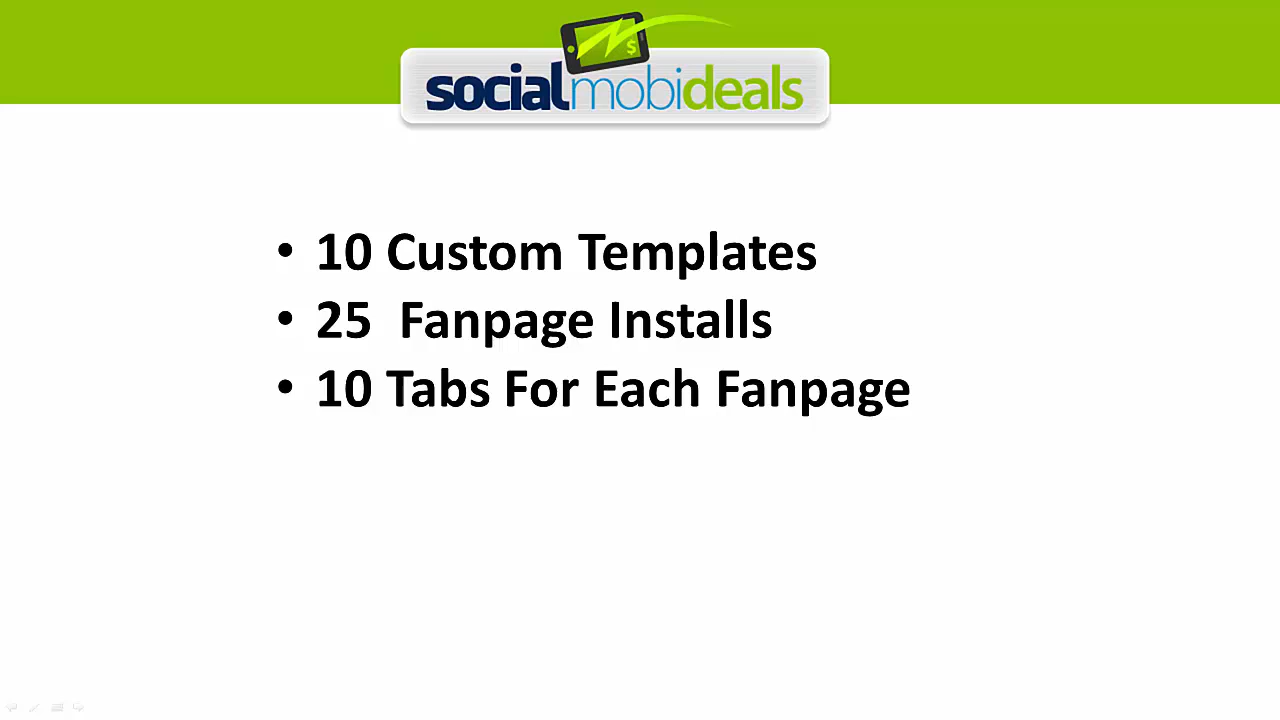 $
socialmobideals
• 10 Custom Templates
• 25  Fanpage Installs
• 10 Tabs For Each Fanpage